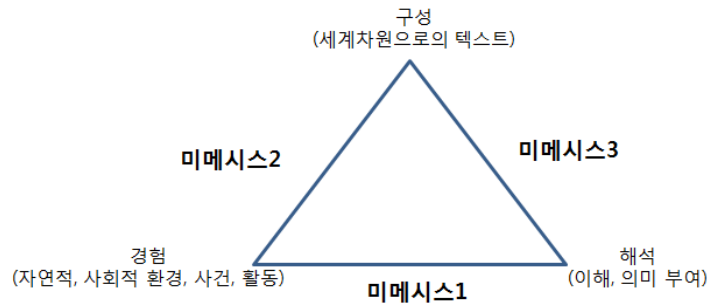 구성
(세계차원으로의 텍스트)
미메시스2
미메시스3
경험
(자연적, 사회적 환경, 사건, 활동)
해석
(이해, 의미 부여)
미메시스1